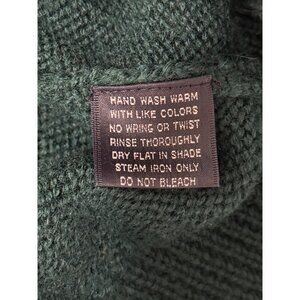 HAND WASH WARM
WITH LIKE COLORS
NO WRING OR TWIST
RINSE THOROUGHLY
DRY FLAT IN SHADE
STEAM IRON ONLY
DO NOT BLEACH